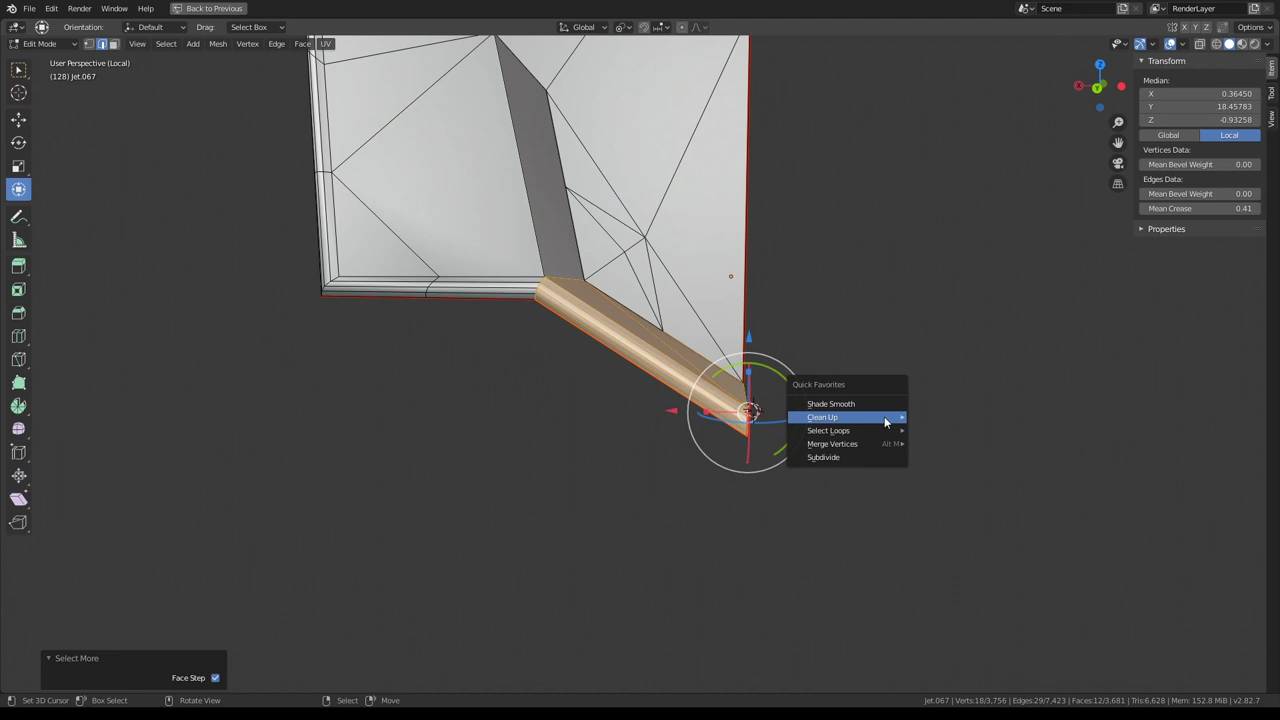 File Edit Render Window Help Back to Previous Scene RenderLayer
Orientation: Default Drag: Select Box Global X Y Z Options
Edit Mode View Select Add Mesh Vertex Edge Face UV
User Perspective (Local)
(128) Jet.067
Z
X
Y
Transform
Median:
X 0.36450
Y 18.45783
Z -0.93258
Global Local
Vertices Data:
Mean Bevel Weight 0.00
Edges Data:
Mean Bevel Weight 0.00
Mean Crease 0.41
Properties
Item
Tool
View
Quick Favorites
Shade Smooth
Clean Up
Select Loops
Merge Vertices Alt M
Subdivide
Select More
Face Step
Set 3D Cursor Box Select Rotate View Select Move Jet.067 | Verts:18/3,756 | Edges:29/7,423 | Faces:12/3,681 | Tris:6,628 | Mem: 152.8 MiB | v2.82.7